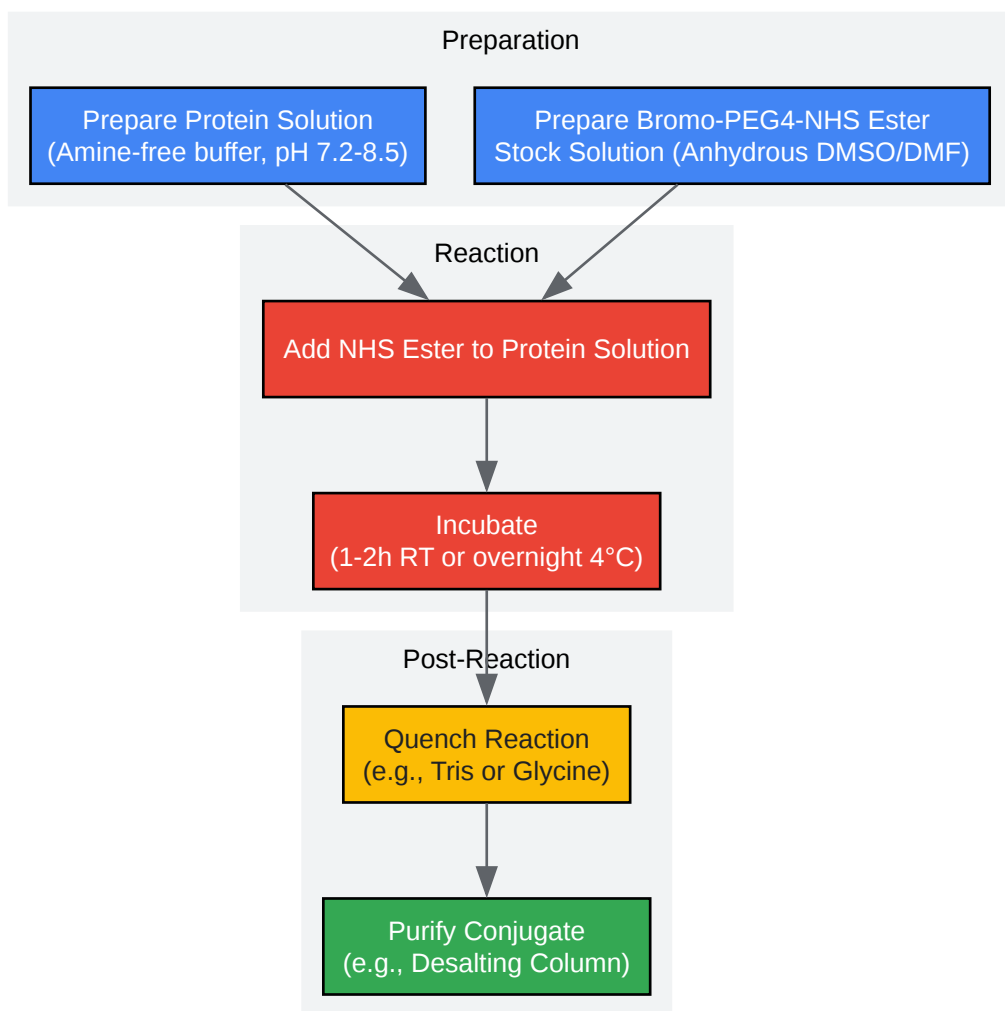 Preparation
Prepare Protein Solution
(Amine-free buffer, pH 7.2-8.5)
Prepare Bromo-PEG4-NHS Ester
Stock Solution (Anhydrous DMSO/DMF)
Reaction
Add NHS Ester to Protein Solution
Incubate
(1-2h RT or overnight 4°C)
Post-Reaction
Quench Reaction
(e.g., Tris or Glycine)
Purify Conjugate
(e.g., Desalting Column)